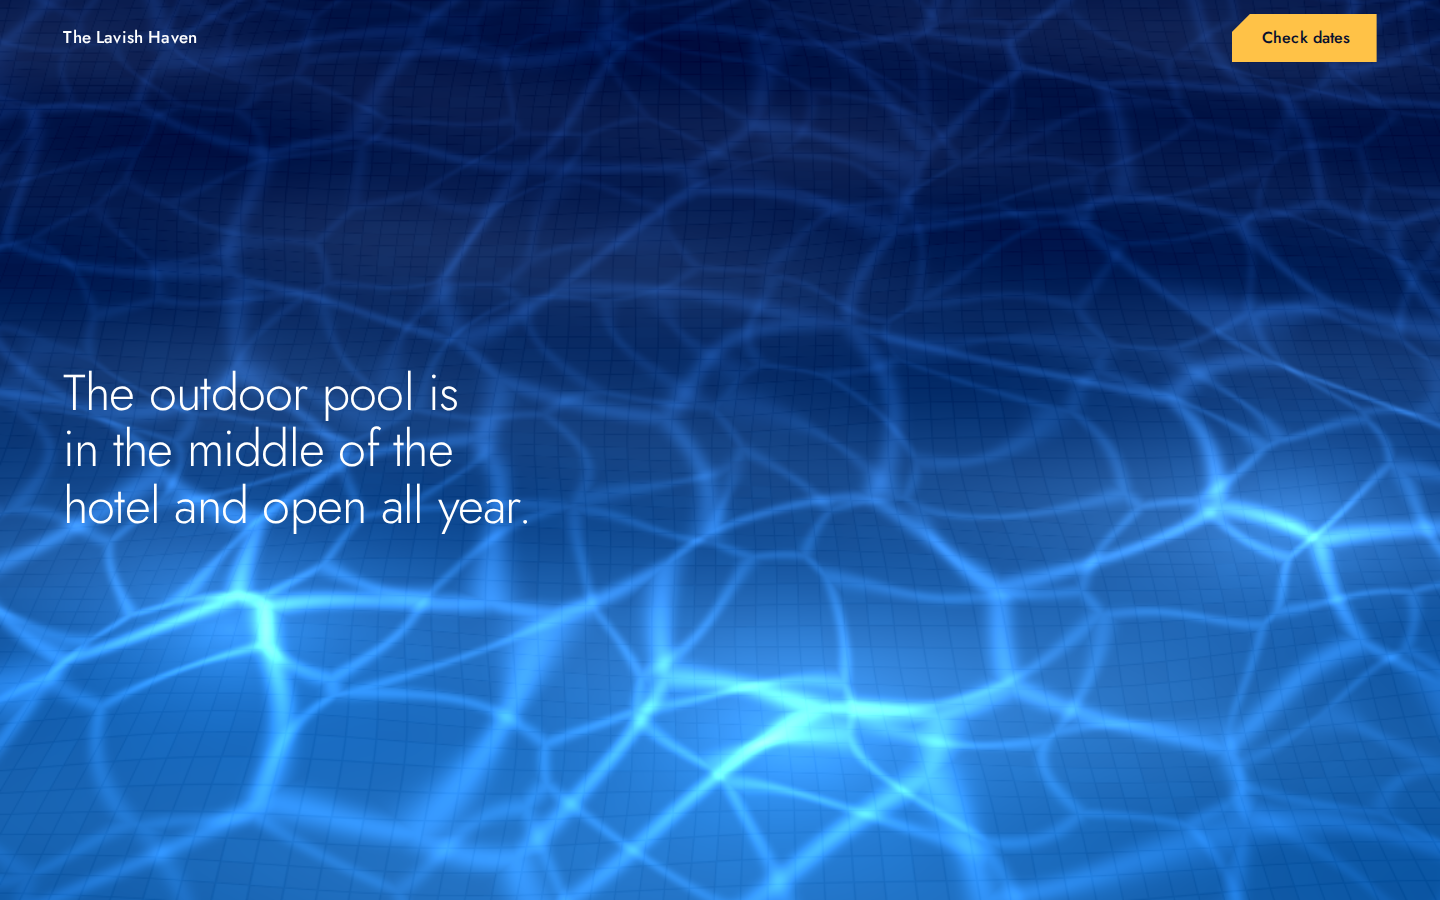 The Lavish Haven
Check dates
The outdoor pool is
in the middle of the
hotel and open all year.